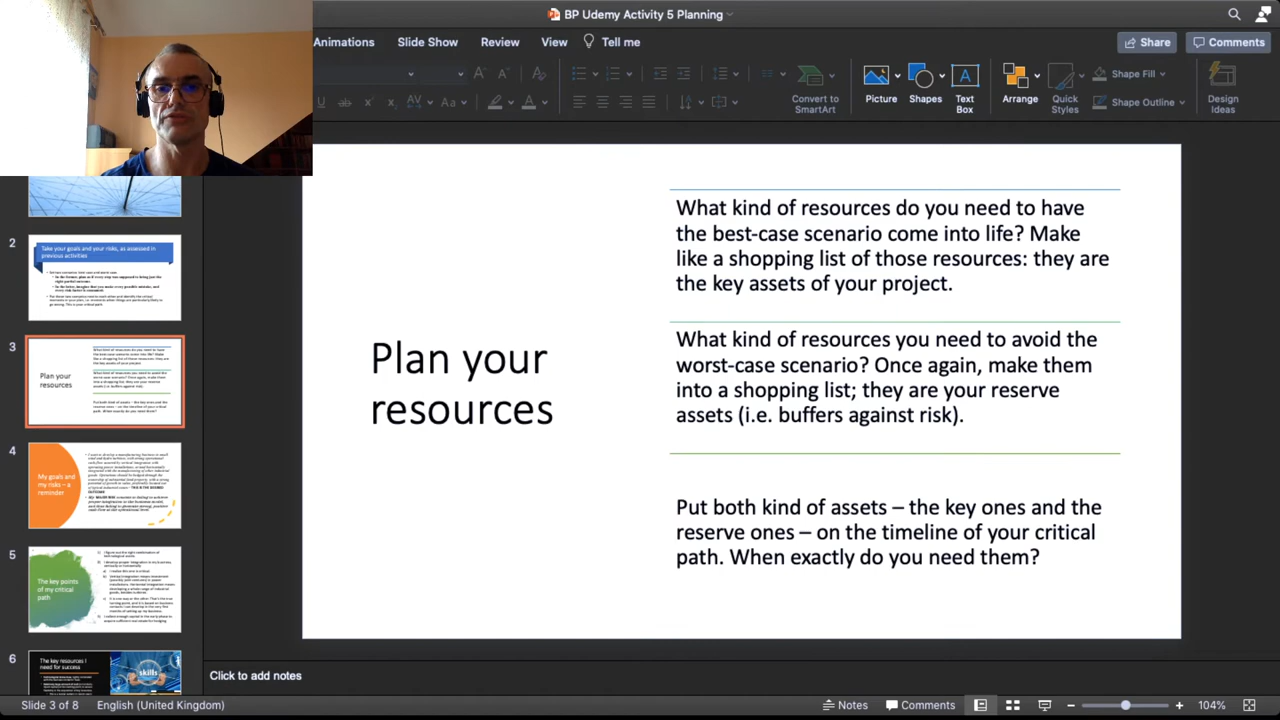 BP Udemy Activity 5 Planning
Animations
Slide Show
Review
View
Tell me
Share
Comments
Convert to
SmartArt
Picture
Shapes
Text
Box
Arrange
Quick
Styles
Shape Fill
Shape Outline
Design
Ideas
2
Take your goals and your risks, as assessed in
previous activities
3
Plan your
resources
4
My goals and
my risks – a
reminder
5
The key points
of my critical
path
6
The key resources I
need for success
skills
Plan your
resources
What kind of resources do you need to have
the best-case scenario come into life? Make
like a shopping list of those resources: they are
the key assets of your project.
What kind of resources you need to avoid the
worst-case scenario? Once again, make them
into a shopping list: they are your reserve
assets (i.e. buffers against risk).
Put both kind of assets – the key ones and the
reserve ones – on the timeline of your critical
path. When exactly do you need them?
Click to add notes
Slide 3 of 8
English (United Kingdom)
Notes
Comments
104%